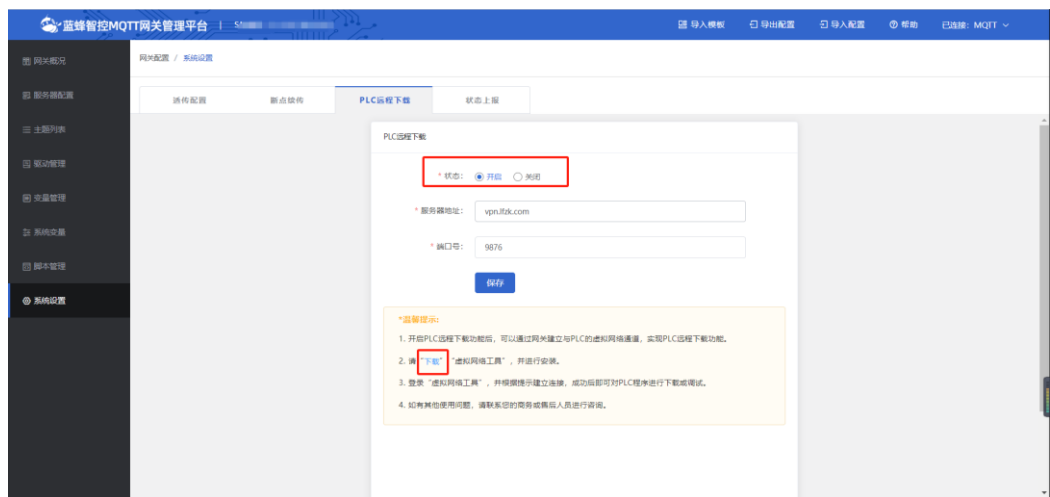 蓝蜂智控MQTT网关管理平台
导入模板 导出配置 导入配置 帮助 已连接: MQTT
网关概况
网关配置 / 系统设置
服务器配置
透传配置 断点续传 PLC远程下载 状态上报
主题列表
PLC远程下载
驱动管理
* 状态: 开启 关闭
变量管理
* 服务器地址: vpn.lfzk.com
系统变量
* 端口号: 9876
脚本管理
保存
系统设置
*温馨提示:
1. 开启PLC远程下载功能后，可以通过网关建立与PLC的虚拟网络通道，实现PLC远程下载功能。
2. 请“下载”“虚拟网络工具”，并进行安装。
3. 登录“虚拟网络工具”，并根据提示建立连接，成功后即可对PLC程序进行下载或调试。
4. 如有其他使用问题，请联系您的商务或售后人员进行咨询。